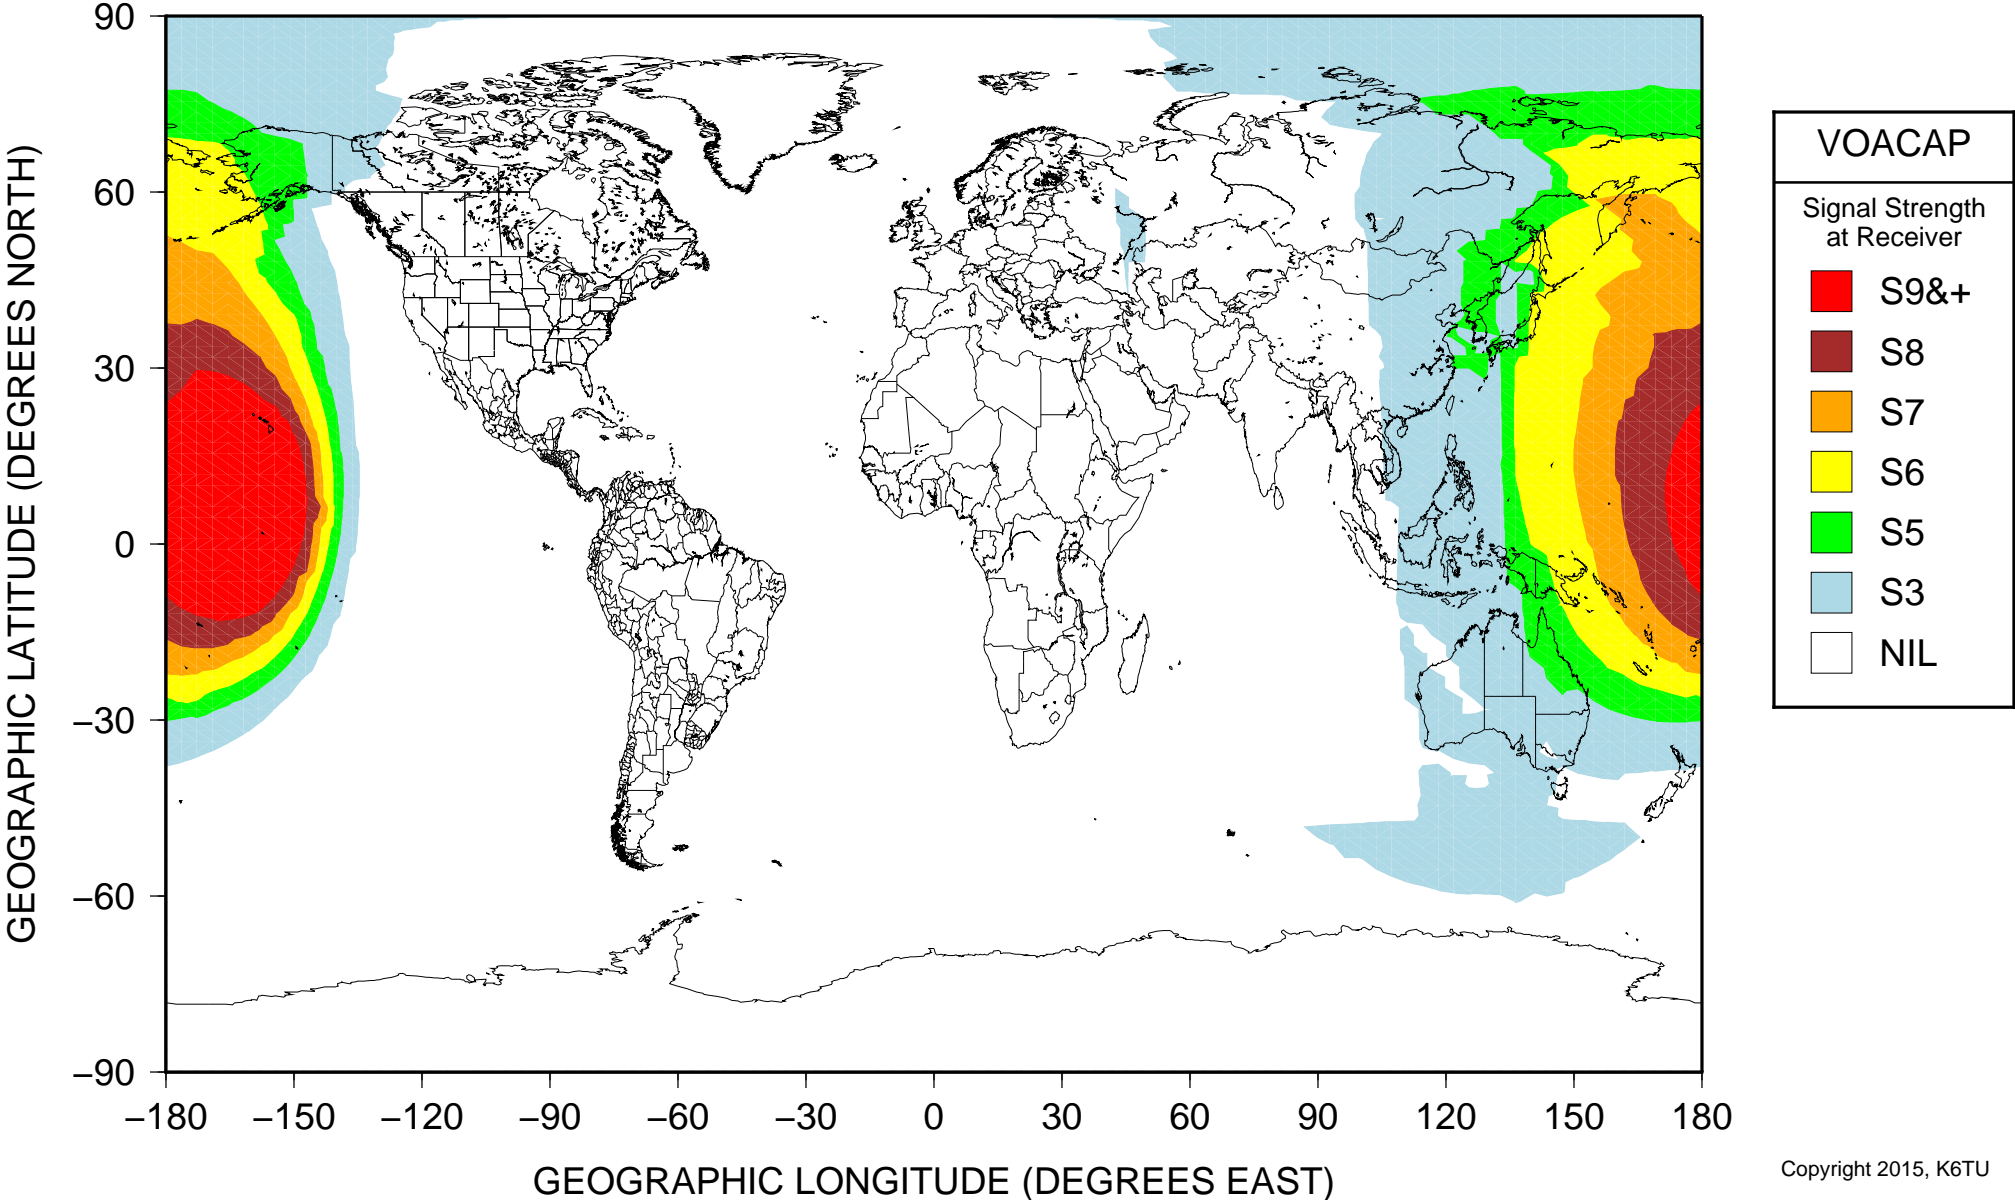 90
60
30
0
−30
−60
−90
GEOGRAPHIC LATITUDE (DEGREES NORTH)
−180 −150 −120 −90 −60 −30 0 30 60 90 120 150 180
GEOGRAPHIC LONGITUDE (DEGREES EAST)
VOACAP
Signal Strength
at Receiver
S9&+
S8
S7
S6
S5
S3
NIL
Copyright 2015, K6TU